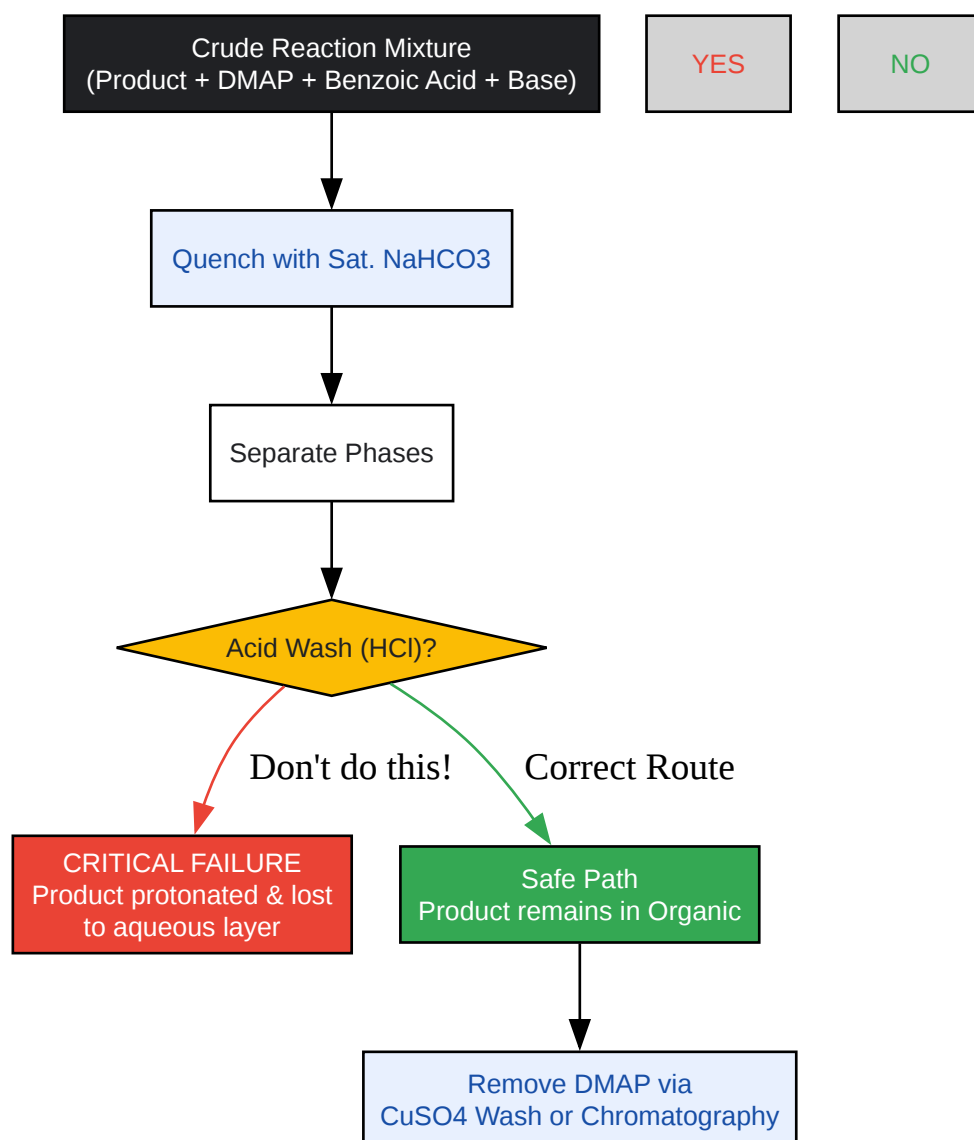 Crude Reaction Mixture
(Product + DMAP + Benzoic Acid + Base)
YES
NO
Quench with Sat. NaHCO3
Separate Phases
Acid Wash (HCl)?
Don't do this!
Correct Route
CRITICAL FAILURE
Product protonated & lost
to aqueous layer
Safe Path
Product remains in Organic
Remove DMAP via
CuSO4 Wash or Chromatography